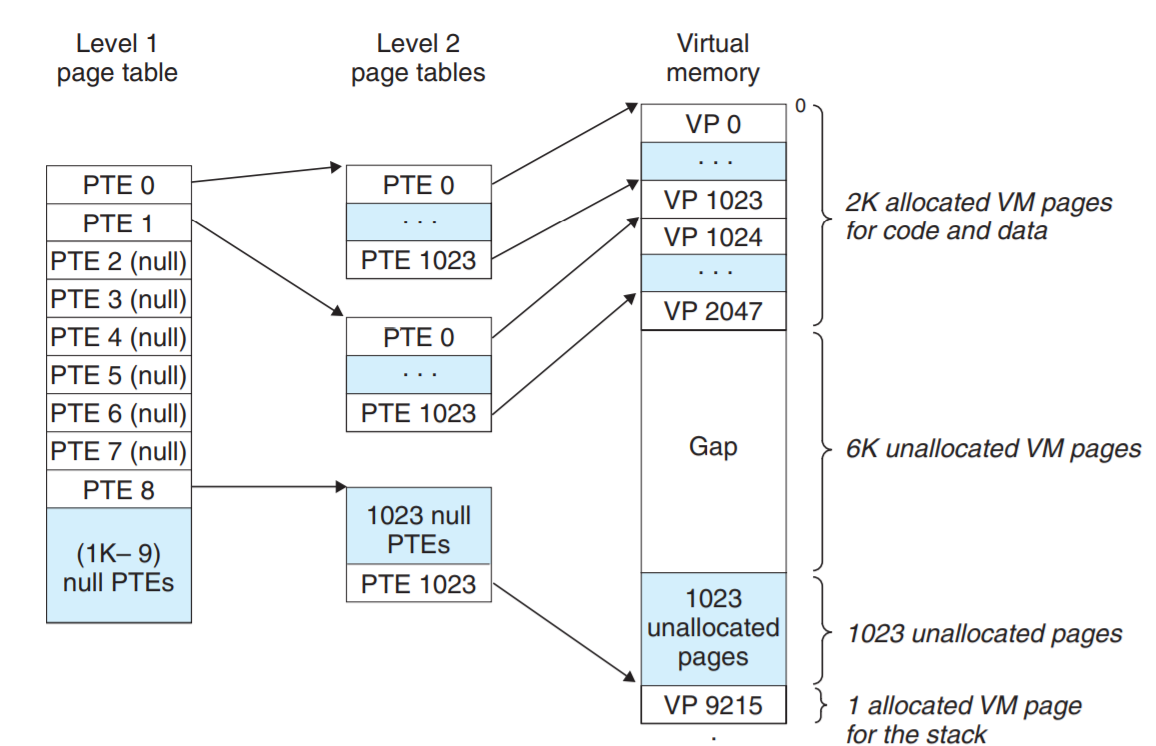 Level 1
page table
Level 2
page tables
Virtual
memory
PTE 0
PTE 1
PTE 2 (null)
PTE 3 (null)
PTE 4 (null)
PTE 5 (null)
PTE 6 (null)
PTE 7 (null)
PTE 8
(1K– 9)
null PTEs
PTE 0
. . .
PTE 1023
PTE 0
. . .
PTE 1023
1023 null
PTEs
PTE 1023
0
VP 0
. . .
VP 1023
VP 1024
. . .
VP 2047
Gap
1023
unallocated
pages
VP 9215
.
2K allocated VM pages
for code and data
6K unallocated VM pages
1023 unallocated pages
1 allocated VM page
for the stack